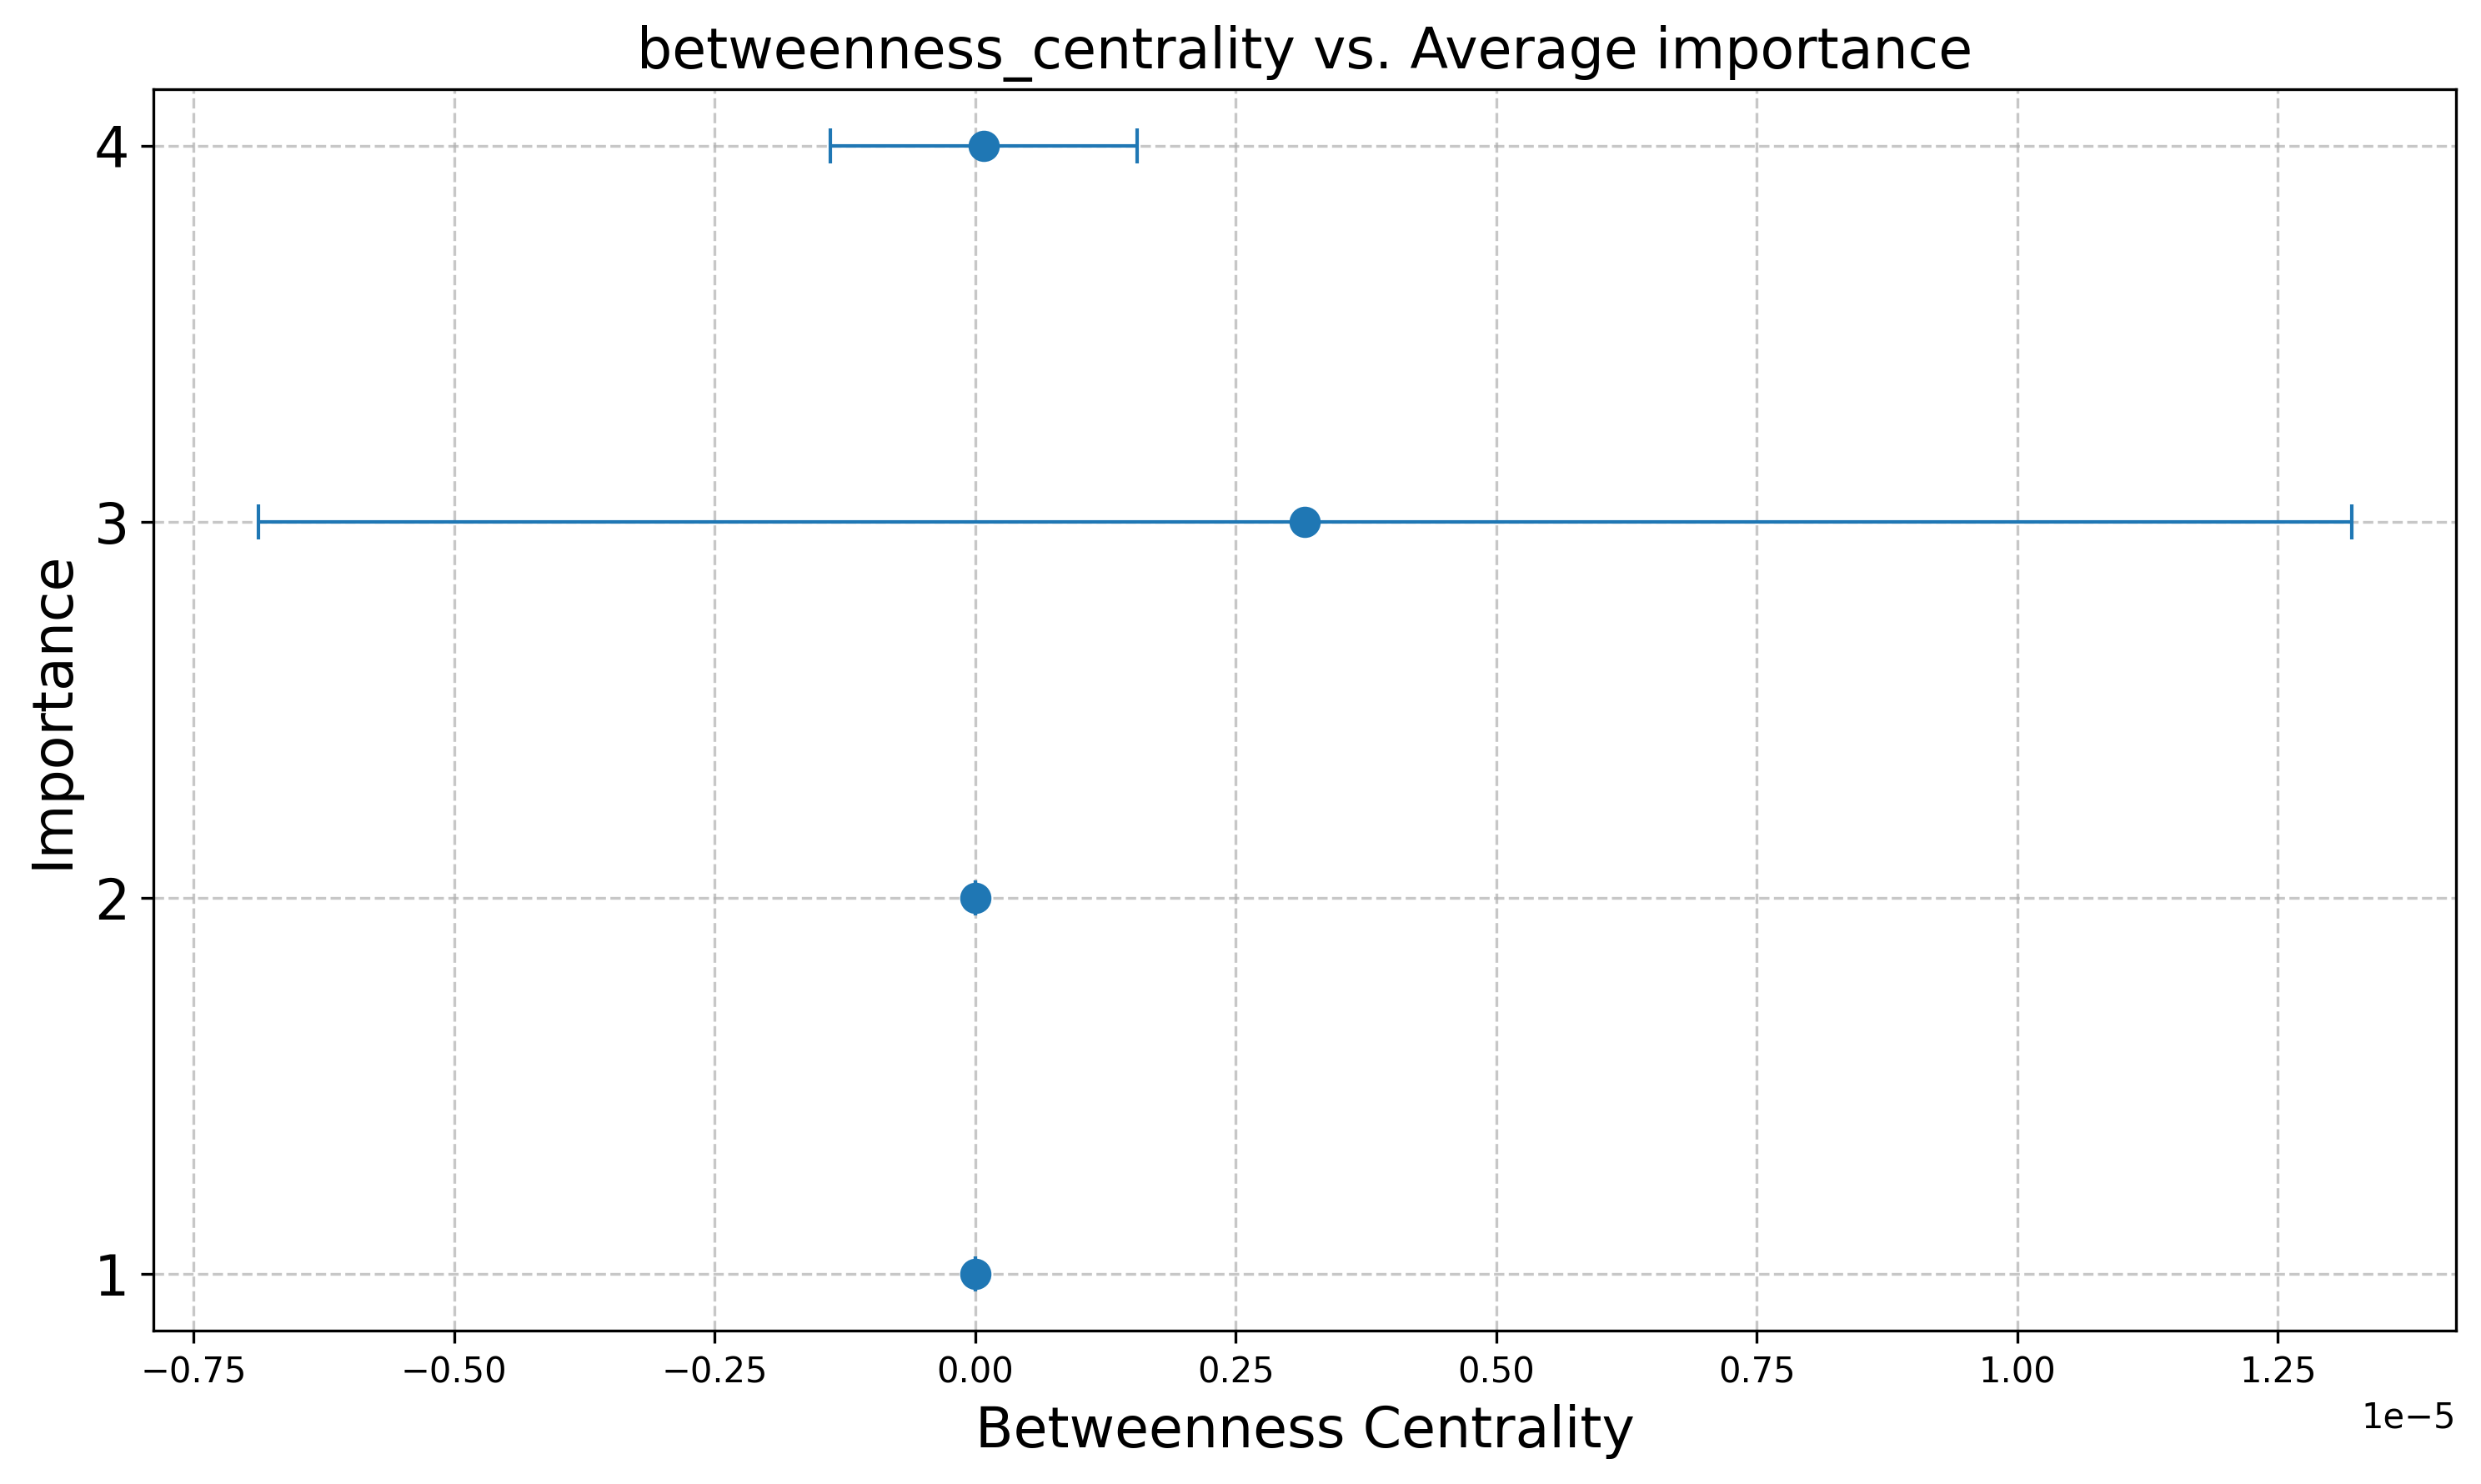 betweenness_centrality vs. Average importance
4
3
2
1
Importance
−0.75 −0.50 −0.25 0.00 0.25 0.50 0.75 1.00 1.25
1e−5
Betweenness Centrality